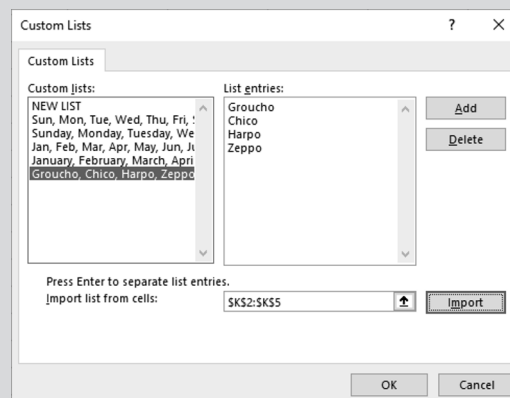 Custom Lists ? ×
Custom Lists
Custom lists: List entries:
NEW LIST
Sun, Mon, Tue, Wed, Thu, Fri, S
Sunday, Monday, Tuesday, We
Jan, Feb, Mar, Apr, May, Jun, Ju
January, February, March, Apri
Groucho, Chico, Harpo, Zeppo
Groucho
Chico
Harpo
Zeppo
Add
Delete
Press Enter to separate list entries.
Import list from cells: $K$2:$K$5 Import
OK Cancel